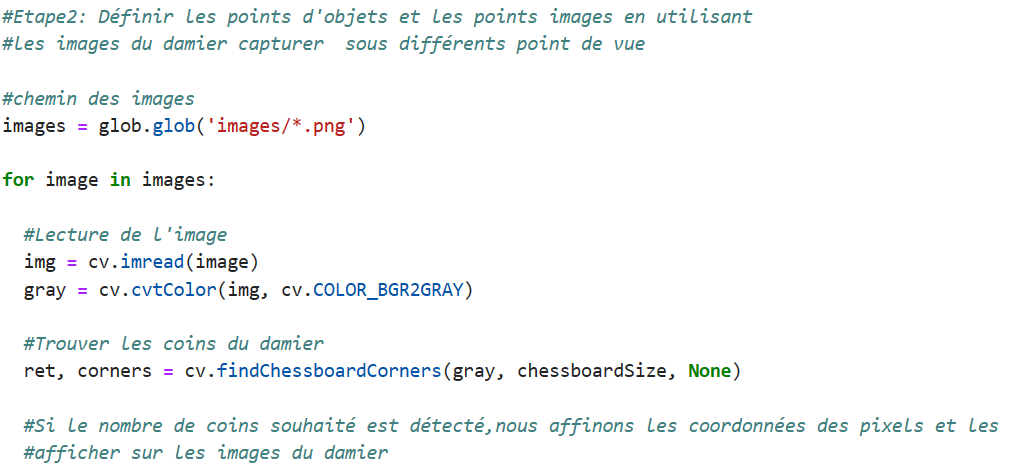 #Etape2: Définir les points d'objets et les points images en utilisant
#les images du damier capturer  sous différents point de vue
#chemin des images
images = glob.glob('images/*.png')
for image in images:
#Lecture de l'image
img = cv.imread(image)
gray = cv.cvtColor(img, cv.COLOR_BGR2GRAY)
#Trouver les coins du damier
ret, corners = cv.findChessboardCorners(gray, chessboardSize, None)
#Si le nombre de coins souhaité est détecté,nous affinons les coordonnées des pixels et les
#afficher sur les images du damier